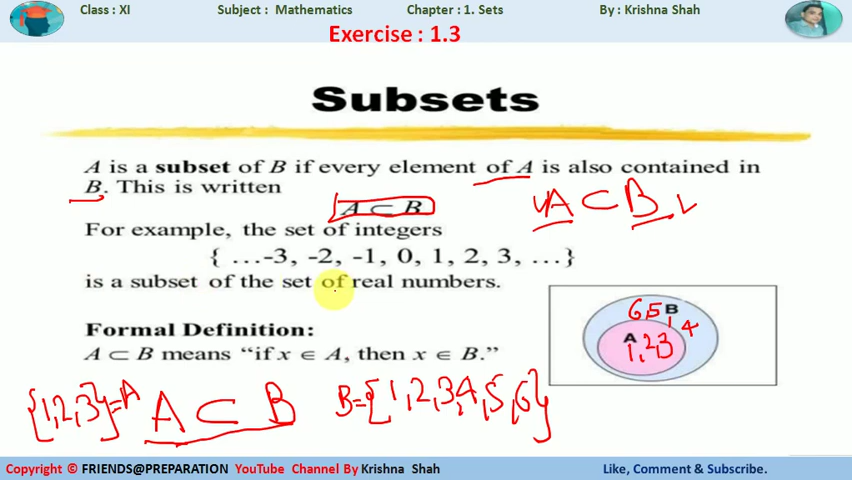 Class : XI Subject : Mathematics Chapter : 1. Sets By : Krishna Shah
Exercise : 1.3
Subsets
A is a subset of B if every element of A is also contained in
B. This is written
A ⊂ B
A ⊂ B
For example, the set of integers
{ …-3, -2, -1, 0, 1, 2, 3, …}
is a subset of the set of real numbers.
6,5, B
4
A
1,2,3
Formal Definition:
A ⊂ B means “if x ∈ A, then x ∈ B.”
{1,2,3}=A A ⊂ B B={1,2,3,4,5,6}
Copyright © FRIENDS@PREPARATION YouTube Channel By Krishna Shah Like, Comment & Subscribe.